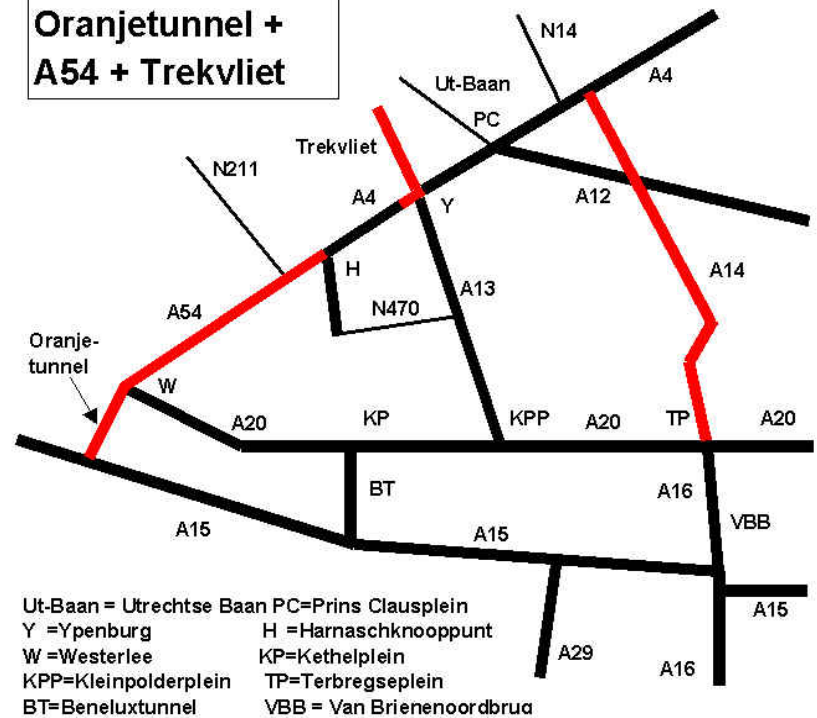 Oranjetunnel +
A54 + Trekvliet
N14
A4
Ut-Baan
PC
Trekvliet
N211
A4
Y
A12
H
A14
A13
N470
A54
Oranje-
tunnel
W
A20
KP
KPP
A20
TP
A20
BT
A16
VBB
A15
A15
A15
A29
A16
Ut-Baan = Utrechtse Baan PC=Prins Clausplein
Y =Ypenburg H =Harnaschknooppunt
W =Westerlee KP=Kethelplein
KPP=Kleinpolderplein TP=Terbregseplein
BT=Beneluxtunnel VBB = Van Brienenoordbrug